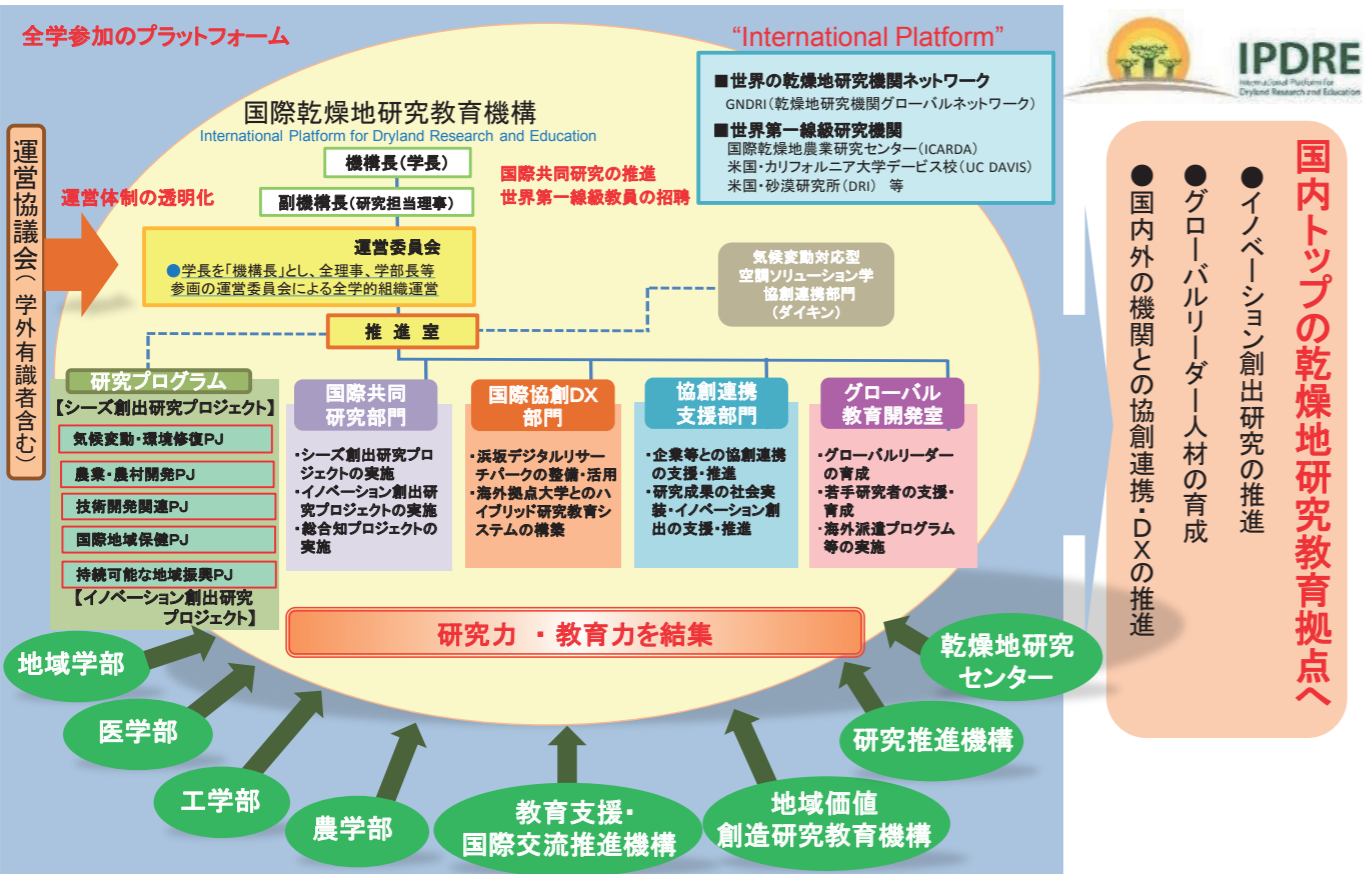 全学参加のプラットフォーム
“International Platform”
■世界の乾燥地研究機関ネットワーク
GNDRI(乾燥地研究機関グローバルネットワーク)
■世界第一線級研究機関
国際乾燥地農業研究センター(ICARDA)
米国・カリフォルニア大学デービス校(UC DAVIS)
米国・砂漠研究所(DRI) 等
IPDRE
International Platform for
Dryland Research and Education
国際乾燥地研究教育機構
International Platform for Dryland Research and Education
機構長(学長)
副機構長(研究担当理事)
国際共同研究の推進
世界第一線級教員の招聘
運営協議会(学外有識者含む)
運営体制の透明化
運営委員会
●学長を「機構長」とし、全理事、学部長等
参画の運営委員会による全学的組織運営
気候変動対応型
空調ソリューション学
協創連携部門
(ダイキン)
推 進 室
研究プログラム
【シーズ創出研究プロジェクト】
気候変動・環境修復PJ
農業・農村開発PJ
技術開発関連PJ
国際地域保健PJ
持続可能な地域振興PJ
【イノベーション創出研究
プロジェクト】
国際共同
研究部門
・シーズ創出研究プロ
ジェクトの実施
・イノベーション創出研
究プロジェクトの実施
・総合知プロジェクトの
実施
国際協創DX
部門
・浜坂デジタルリサー
チパークの整備・活用
・海外拠点大学とのハ
イブリッド研究教育シ
ステムの構築
協創連携
支援部門
・企業等との協創連携
の支援・推進
・研究成果の社会実
装・イノベーション創
出の支援・推進
グローバル
教育開発室
・グローバルリーダー
の育成
・若手研究者の支援・
育成
・海外派遣プログラム
等の実施
研究力 ・教育力を結集
地域学部
医学部
工学部
農学部
教育支援・
国際交流推進機構
地域価値
創造研究教育機構
研究推進機構
乾燥地研究
センター
国内トップの乾燥地研究教育拠点へ
●イノベーション創出研究の推進
●グローバルリーダー人材の育成
●国内外の機関との協創連携・DXの推進